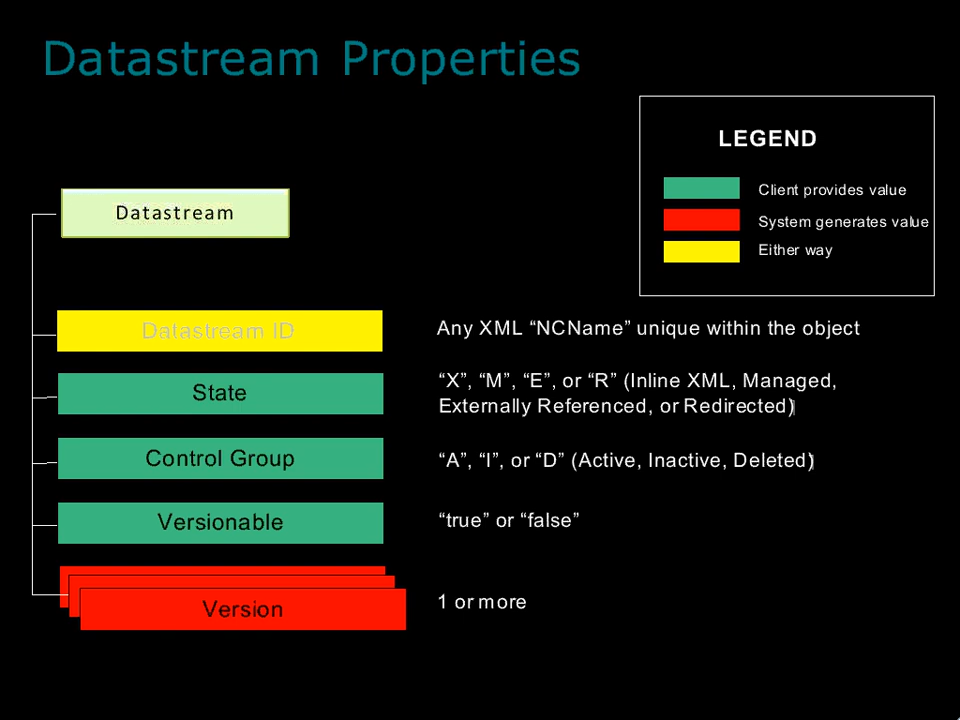 Datastream Properties
LEGEND
Client provides value
System generates value
Either way
Datastream
Datastream ID
Any XML “NCName” unique within the object
State
“X”, “M”, “E”, or “R” (Inline XML, Managed,
Externally Referenced, or Redirected)
Control Group
“A”, “I”, or “D” (Active, Inactive, Deleted)
Versionable
“true” or “false”
Version
1 or more